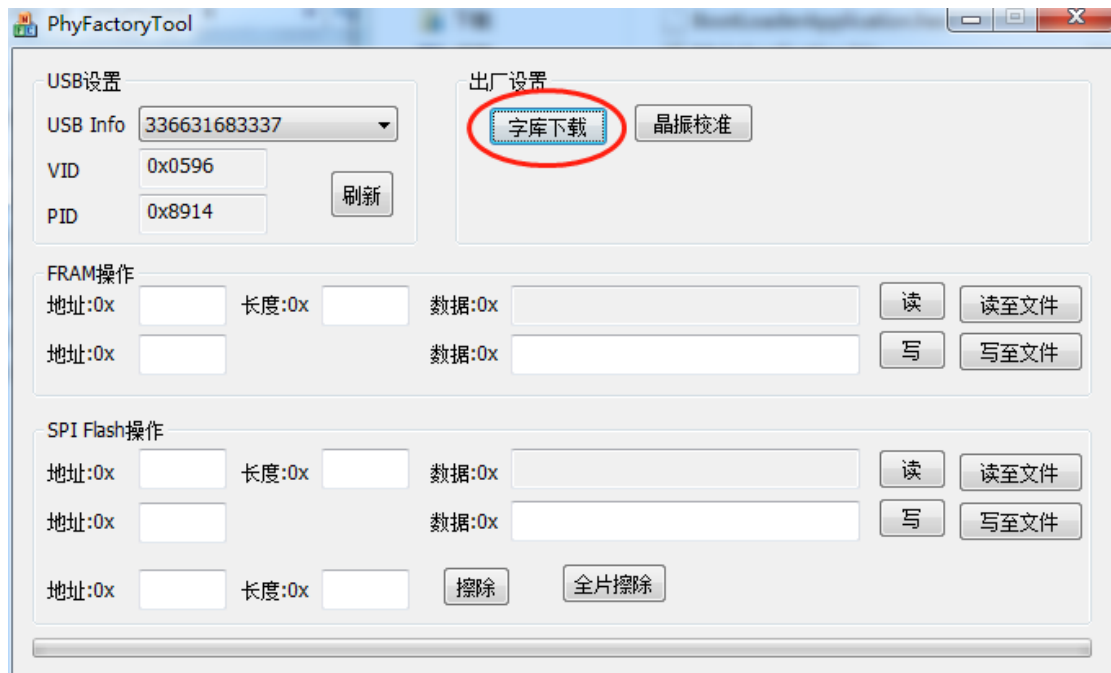 PhyFactoryTool
USB设置
USB Info 336631683337
VID 0x0596
PID 0x8914
刷新
出厂设置
字库下载 晶振校准
FRAM操作
地址:0x 长度:0x 数据:0x 读 读至文件
地址:0x 数据:0x 写 写至文件
SPI Flash操作
地址:0x 长度:0x 数据:0x 读 读至文件
地址:0x 数据:0x 写 写至文件
地址:0x 长度:0x 擦除 全片擦除